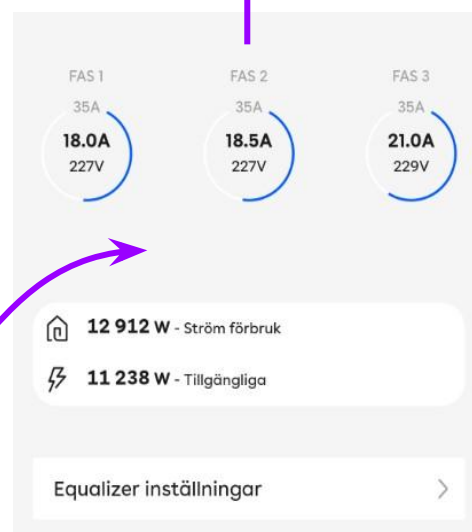 FAS 1 FAS 2 FAS 3
35A 35A 35A
18.0A 18.5A 21.0A
227V 227V 229V
12 912 W - Ström förbruk
11 238 W - Tillgängliga
Equalizer inställningar